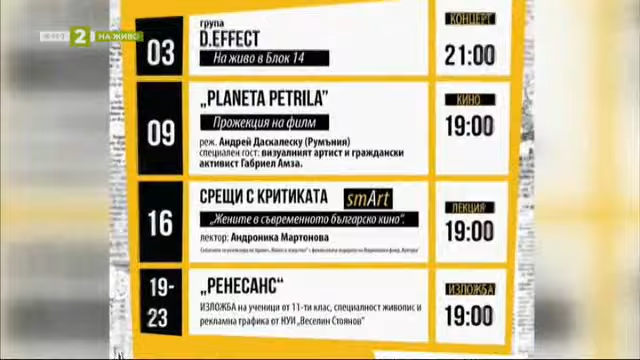 2
НА ЖИВО
03
група
D.EFFECT
На живо в Блок 14
КОНЦЕРТ
21:00
09
„PLANETA PETRILA”
Прожекция на филм
реж. Андрей Даскалеску (Румъния)
специален гост: визуалният артист и граждански
активист Габриел Амза.
КИНО
19:00
16
СРЕЩИ С КРИТИКАТА smArt
„Жените в съвременното българско кино“.
лектор: Андроника Мартонова
ЛЕКЦИЯ
19:00
19-
23
„РЕНЕСАНС“
ИЗЛОЖБА на ученици от 11-ти клас, специалност живопис и
рекламна графика от НУИ „Веселин Стоянов”
ИЗЛОЖБА
19:00